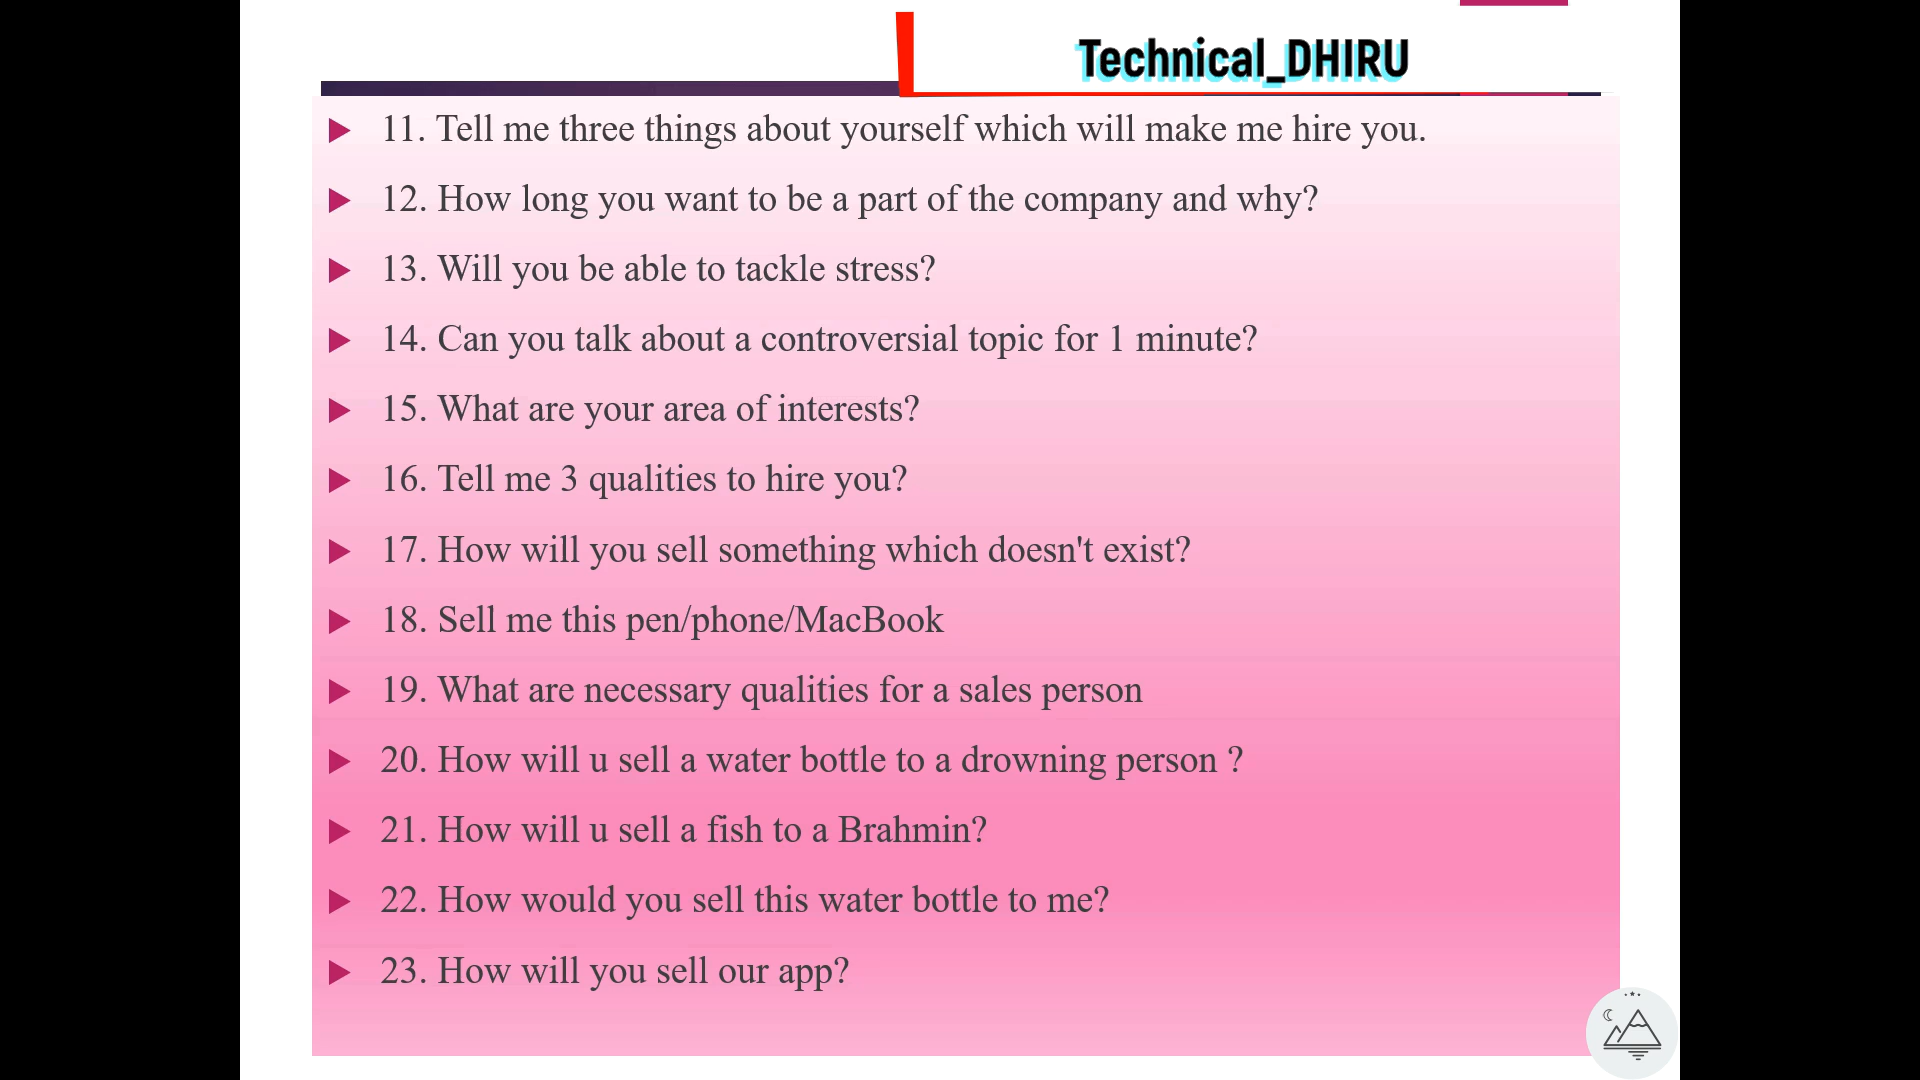 Technical_DHIRU
11. Tell me three things about yourself which will make me hire you.
12. How long you want to be a part of the company and why?
13. Will you be able to tackle stress?
14. Can you talk about a controversial topic for 1 minute?
15. What are your area of interests?
16. Tell me 3 qualities to hire you?
17. How will you sell something which doesn't exist?
18. Sell me this pen/phone/MacBook
19. What are necessary qualities for a sales person
20. How will u sell a water bottle to a drowning person ?
21. How will u sell a fish to a Brahmin?
22. How would you sell this water bottle to me?
23. How will you sell our app?